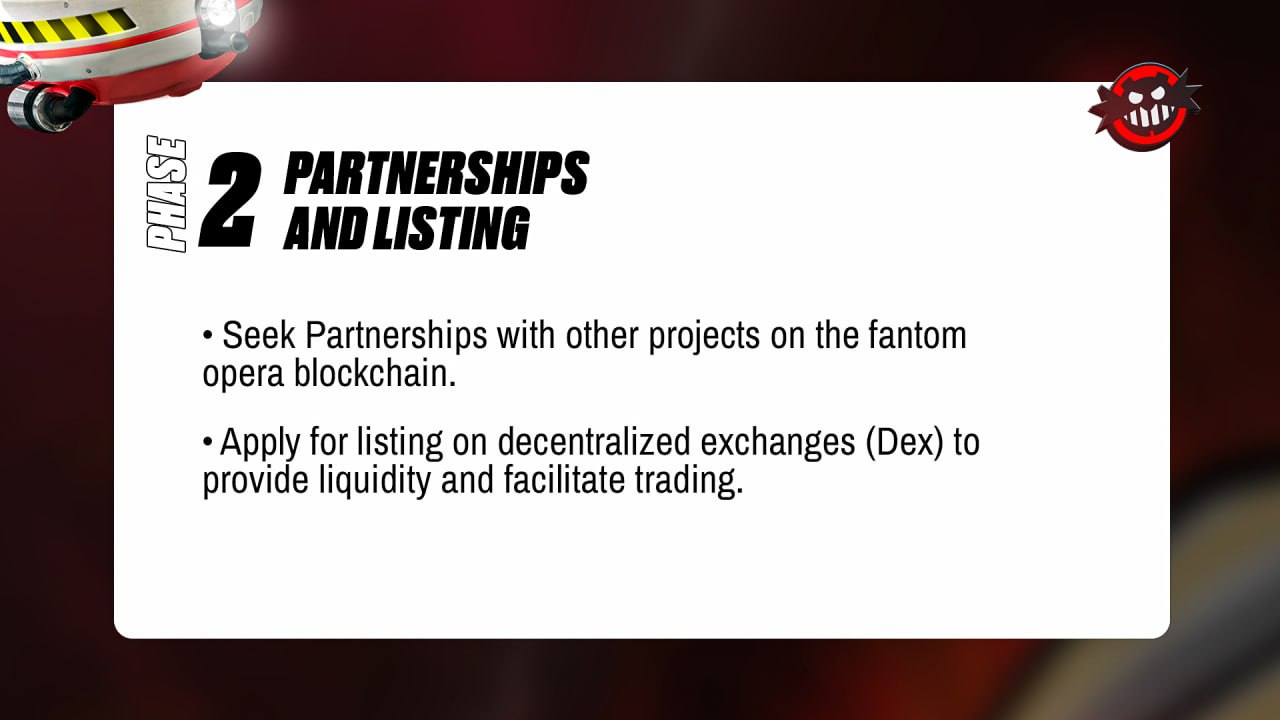 PHASE
2
PARTNERSHIPS
AND LISTING
• Seek Partnerships with other projects on the fantom
opera blockchain.
• Apply for listing on decentralized exchanges (Dex) to
provide liquidity and facilitate trading.